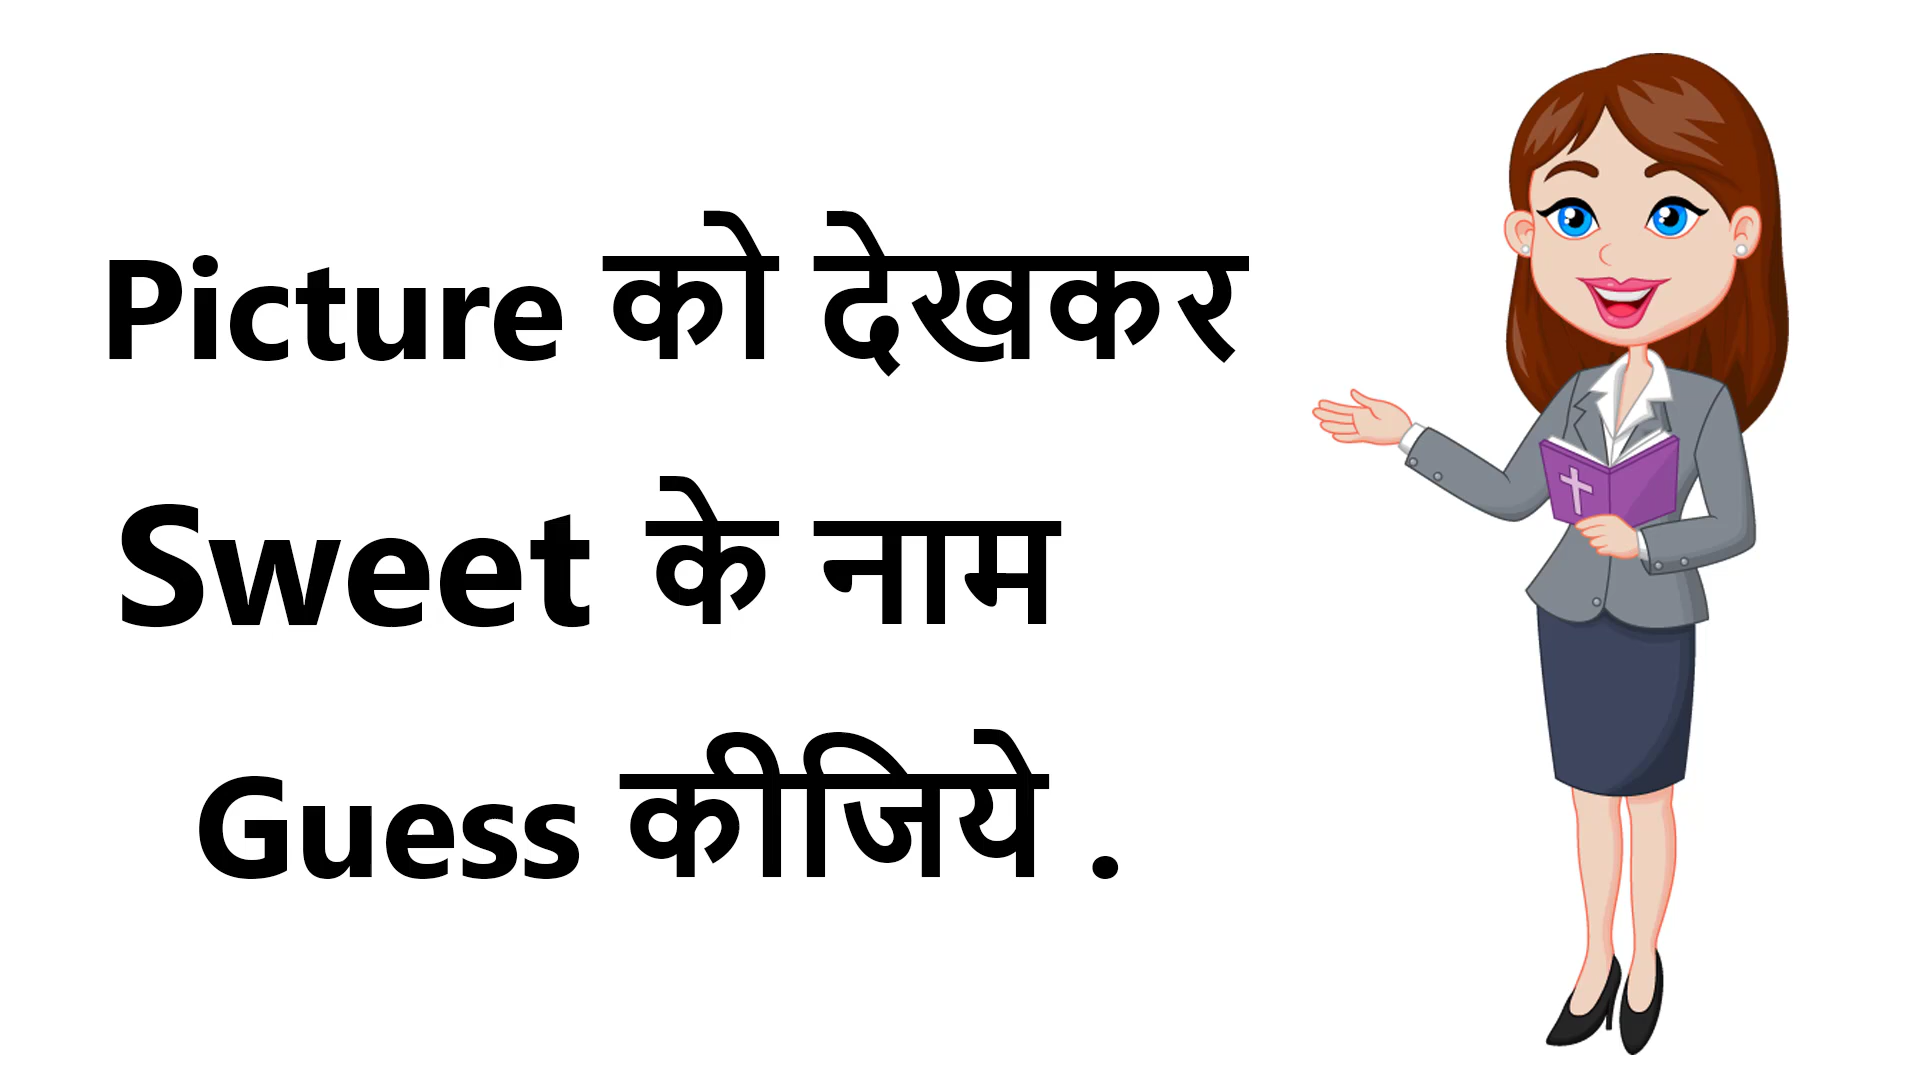 Picture को देखकर
Sweet के नाम
Guess कीजिये .